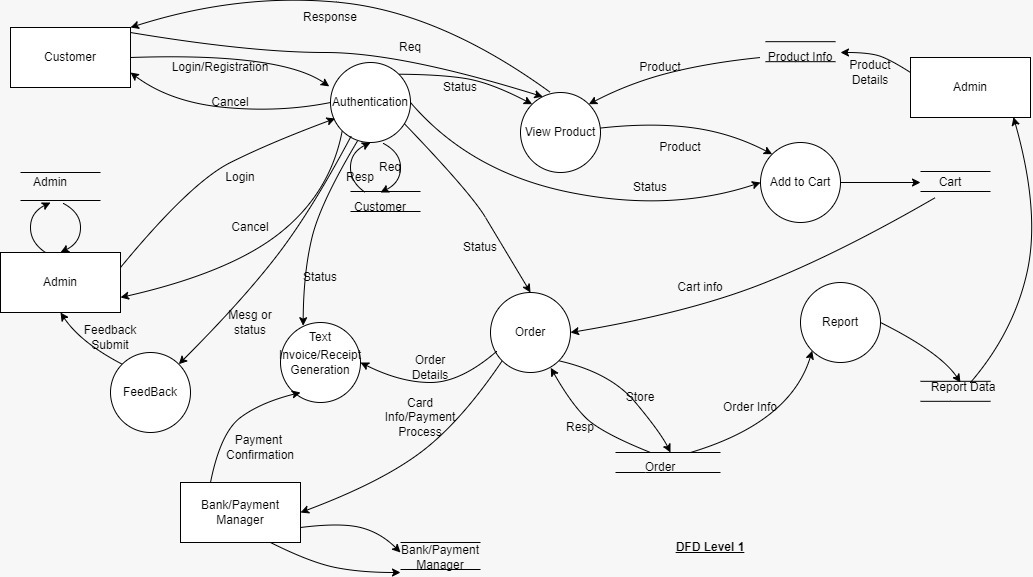 Response
Customer
Req
Login/Registration
Product Info
Product
Product
Details
Admin
Status
Cancel
Authentication
View Product
Product
Req
Resp
Login
Status
Add to Cart
Cart
Admin
Customer
Cancel
Status
Admin
Status
Cart info
Mesg or
status
Feedback
Submit
Text
Invoice/Receipt
Generation
Order
Report
Order
Details
FeedBack
Report Data
Store
Card
Info/Payment
Process
Order Info
Resp
Payment
Confirmation
Order
Bank/Payment
Manager
Bank/Payment
Manager
DFD Level 1